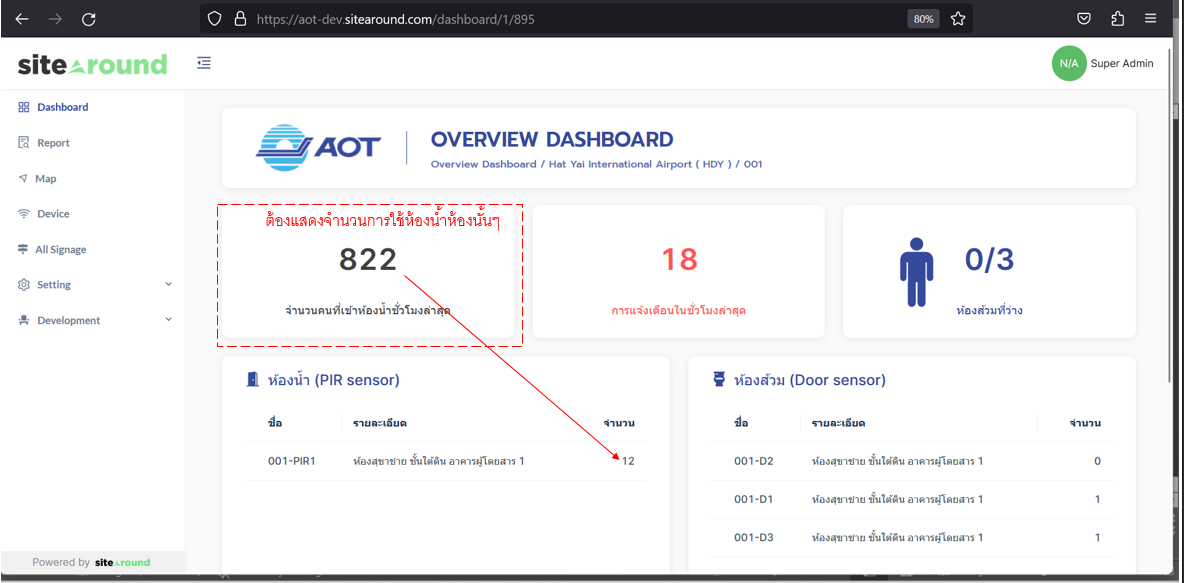 https://aot-dev.sitearound.com/dashboard/1/895
80%
sitearound
N/A Super Admin
Dashboard
Report
Map
Device
All Signage
Setting
Development
Powered by sitearound
AOT
OVERVIEW DASHBOARD
Overview Dashboard / Hat Yai International Airport ( HDY ) / 001
ต้องแสดงจำนวนการใช้ห้องน้ำห้องนั้นๆ
822
จำนวนคนที่เข้าห้องน้ำชั่วโมงล่าสุด
18
การแจ้งเตือนในชั่วโมงล่าสุด
0/3
ห้องส้วมที่ว่าง
ห้องน้ำ (PIR sensor)
ชื่อ รายละเอียด จำนวน
001-PIR1 ห้องสุขาชาย ชั้นใต้ดิน อาคารผู้โดยสาร 1 12
ห้องส้วม (Door sensor)
ชื่อ รายละเอียด จำนวน
001-D2 ห้องสุขาชาย ชั้นใต้ดิน อาคารผู้โดยสาร 1 0
001-D1 ห้องสุขาชาย ชั้นใต้ดิน อาคารผู้โดยสาร 1 1
001-D3 ห้องสุขาชาย ชั้นใต้ดิน อาคารผู้โดยสาร 1 1